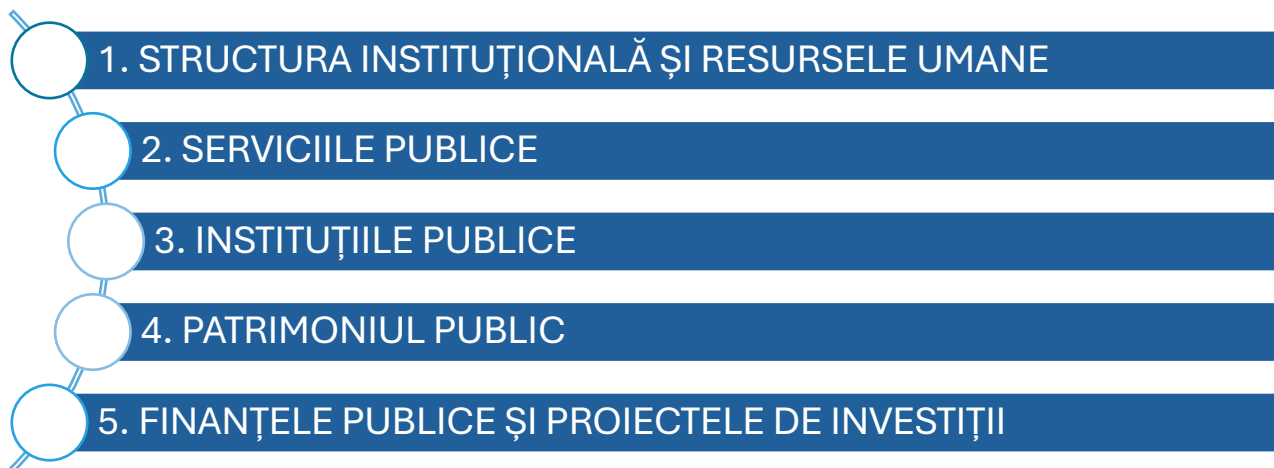 1. STRUCTURA INSTITUȚIONALĂ ȘI RESURSELE UMANE
2. SERVICIILE PUBLICE
3. INSTITUȚIILE PUBLICE
4. PATRIMONIUL PUBLIC
5. FINANȚELE PUBLICE ȘI PROIECTELE DE INVESTIȚII